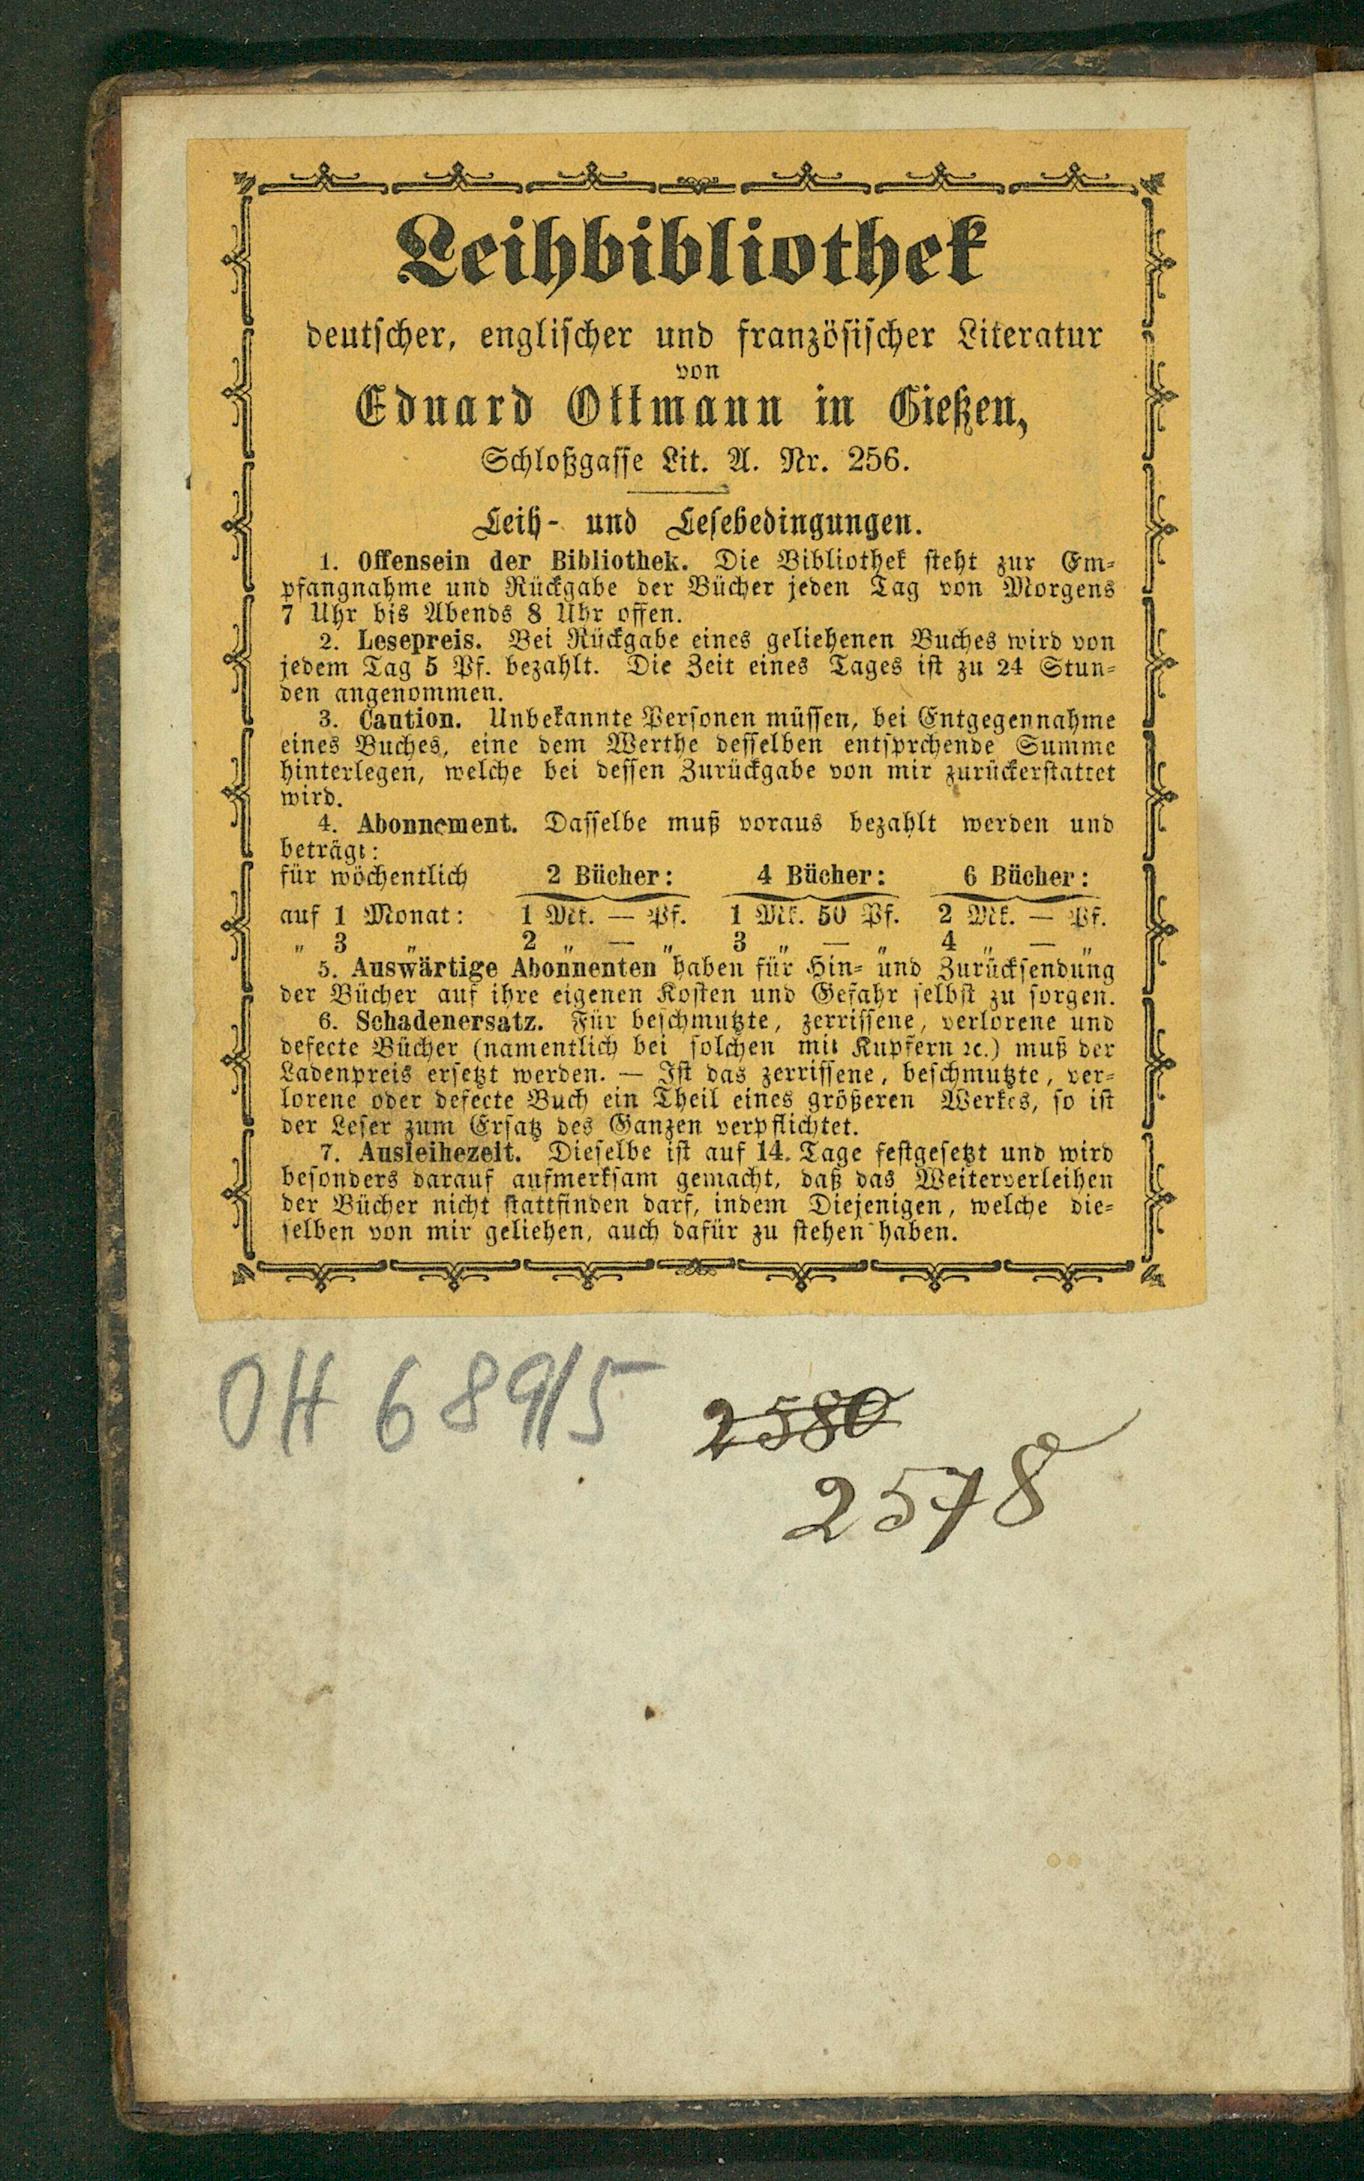 Leihbibliothek
deutscher, englischer und französischer Literatur
von
Eduard Ottmann in Gießen,
Schloßgasse Lit. A. Nr. 256.
Leih- und Lesebedingungen.
1. Offensein der Bibliothek. Die Bibliothek steht zur Em-
pfangnahme und Rückgabe der Bücher jeden Tag von Morgens
7 Uhr bis Abends 8 Uhr offen.
2. Lesepreis. Bei Rückgabe eines geliehenen Buches wird von
jedem Tag 5 Pf. bezahlt. Die Zeit eines Tages ist zu 24 Stun-
den angenommen.
3. Caution. Unbekannte Personen müssen, bei Entgegennahme
eines Buches, eine dem Werthe desselben entsprchende Summe
hinterlegen, welche bei dessen Zurückgabe von mir zurückerstattet
wird.
4. Abonnement. Dasselbe muß voraus bezahlt werden und
beträgt:
für wöchentlich 2 Bücher: 4 Bücher: 6 Bücher:
auf 1 Monat: 1 Mk. — Pf. 1 Mk. 50 Pf. 2 Mk. — Pf.
„ 3 „ 2 „ — „ 3 „ — „ 4 „ — „
5. Auswärtige Abonnenten haben für Hin- und Zurücksendung
der Bücher auf ihre eigenen Kosten und Gefahr selbst zu sorgen.
6. Schadenersatz. Für beschmutzte, zerrissene, verlorene und
defecte Bücher (namentlich bei solchen mit Kupfern ꝛc.) muß der
Ladenpreis ersetzt werden. — Ist das zerrissene, beschmutzte, ver-
lorene oder defecte Buch ein Theil eines größeren Werkes, so ist
der Leser zum Ersatz des Ganzen verpflichtet.
7. Ausleihezeit. Dieselbe ist auf 14. Tage festgesetzt und wird
besonders darauf aufmerksam gemacht, daß das Weiterverleihen
der Bücher nicht stattfinden darf, indem Diejenigen, welche die-
selben von mir geliehen, auch dafür zu stehen haben.
OH 689/5
2580
2578